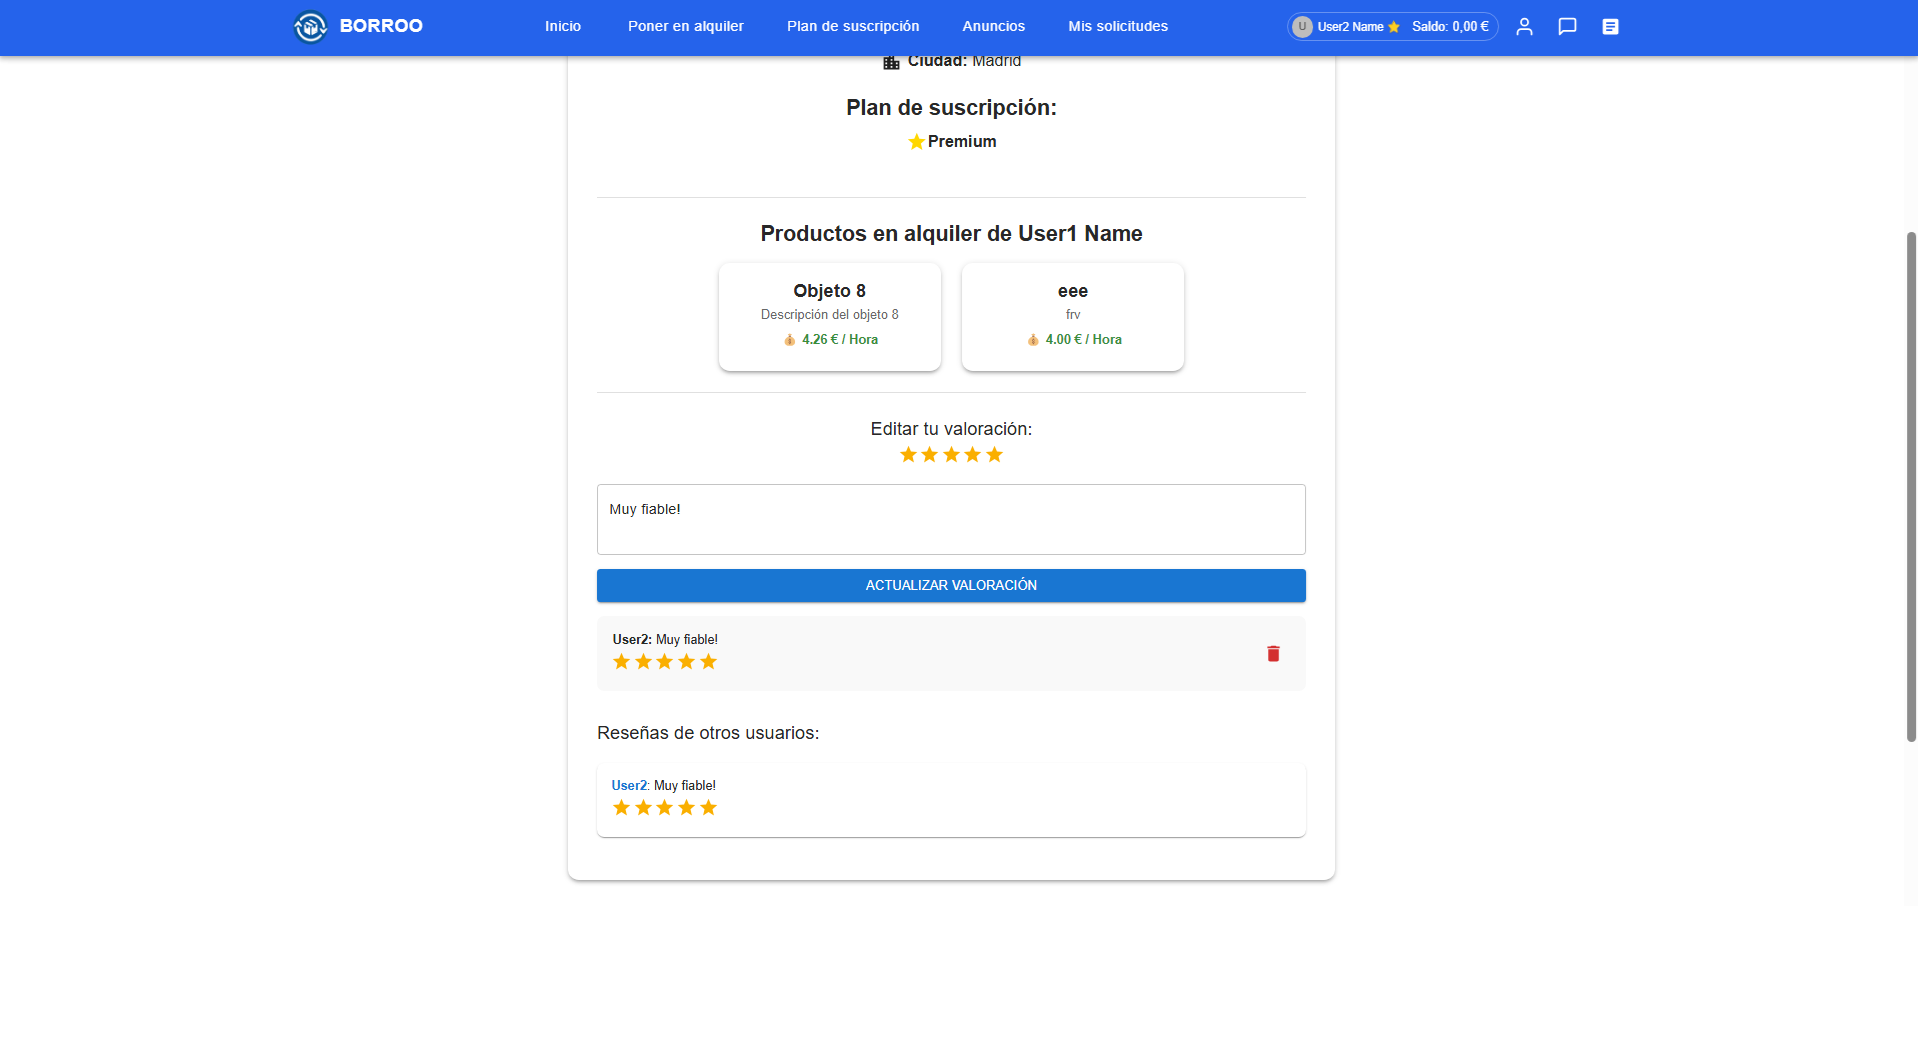 BORROO
Inicio
Poner en alquiler
Plan de suscripción
Anuncios
Mis solicitudes
U
User2 Name
Saldo: 0,00 €
Ciudad: Madrid
Plan de suscripción:
Premium
Productos en alquiler de User1 Name
Objeto 8
Descripción del objeto 8
4.26 € / Hora
eee
frv
4.00 € / Hora
Editar tu valoración:
Muy fiable!
ACTUALIZAR VALORACIÓN
User2: Muy fiable!
Reseñas de otros usuarios:
User2: Muy fiable!